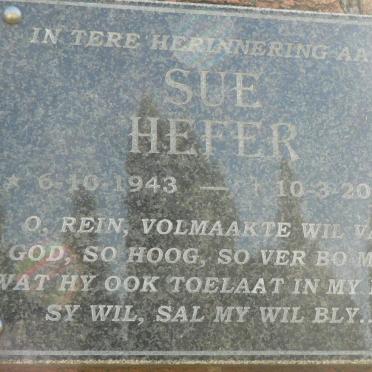 IN TERE HERINNERING AA
SUE
HEFER
* 6-10-1943 — † 10-3-20
O, REIN, VOLMAAKTE WIL VA
GOD, SO HOOG, SO VER BO M
WAT HY OOK TOELAAT IN MY
SY WIL, SAL MY WIL BLY...